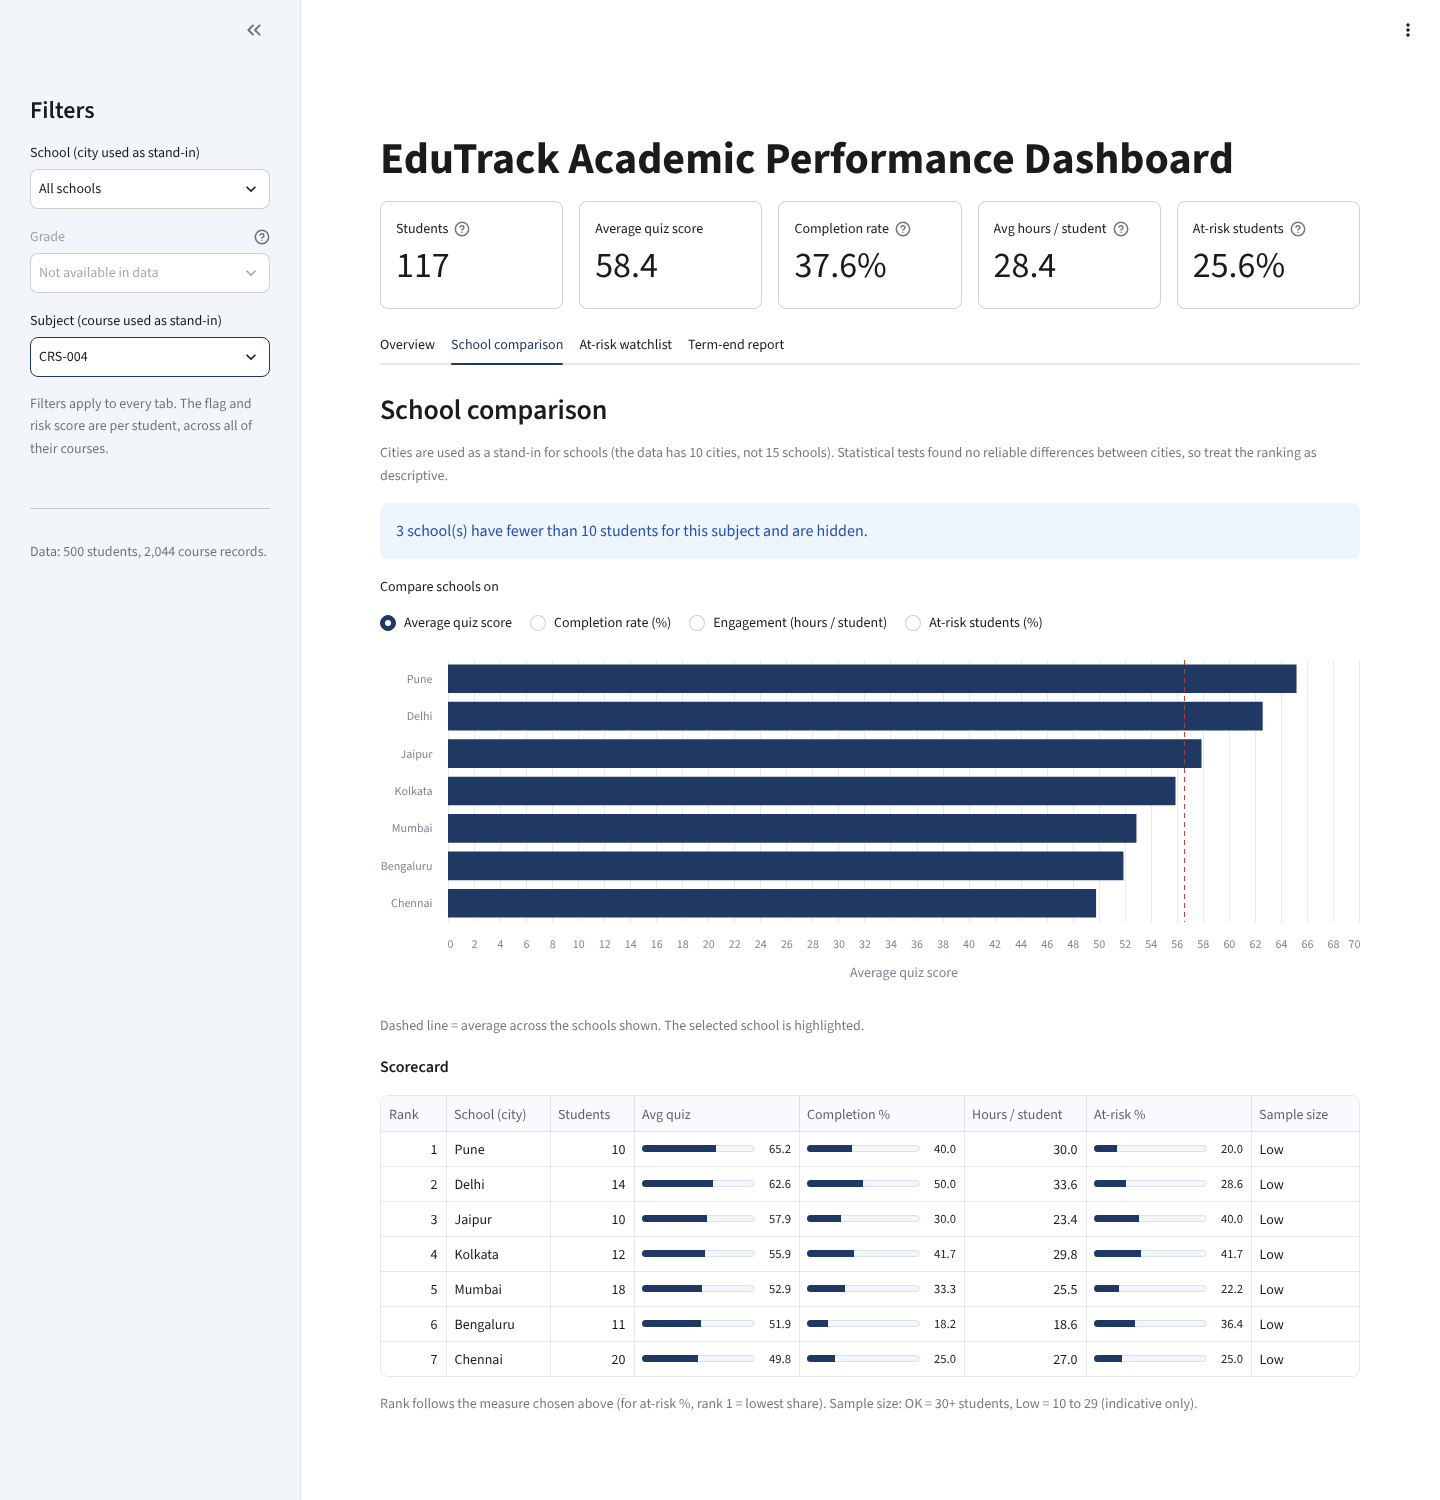 Filters
School (city used as stand-in)
All schools
Grade
Not available in data
Subject (course used as stand-in)
CRS-004
Filters apply to every tab. The flag and
risk score are per student, across all of
their courses.
Data: 500 students, 2,044 course records.
EduTrack Academic Performance Dashboard
Students
117
Average quiz score
58.4
Completion rate
37.6%
Avg hours / student
28.4
At-risk students
25.6%
Overview School comparison At-risk watchlist Term-end report
School comparison
Cities are used as a stand-in for schools (the data has 10 cities, not 15 schools). Statistical tests found no reliable differences between cities, so treat the ranking as
descriptive.
3 school(s) have fewer than 10 students for this subject and are hidden.
Compare schools on
Average quiz score Completion rate (%) Engagement (hours / student) At-risk students (%)
Pune
Delhi
Jaipur
Kolkata
Mumbai
Bengaluru
Chennai
0 2 4 6 8 10 12 14 16 18 20 22 24 26 28 30 32 34 36 38 40 42 44 46 48 50 52 54 56 58 60 62 64 66 68 70
Average quiz score
Dashed line = average across the schools shown. The selected school is highlighted.
Scorecard
Rank School (city) Students Avg quiz Completion % Hours / student At-risk % Sample size
1 Pune 10 65.2 40.0 30.0 20.0 Low
2 Delhi 14 62.6 50.0 33.6 28.6 Low
3 Jaipur 10 57.9 30.0 23.4 40.0 Low
4 Kolkata 12 55.9 41.7 29.8 41.7 Low
5 Mumbai 18 52.9 33.3 25.5 22.2 Low
6 Bengaluru 11 51.9 18.2 18.6 36.4 Low
7 Chennai 20 49.8 25.0 27.0 25.0 Low
Rank follows the measure chosen above (for at-risk %, rank 1 = lowest share). Sample size: OK = 30+ students, Low = 10 to 29 (indicative only).